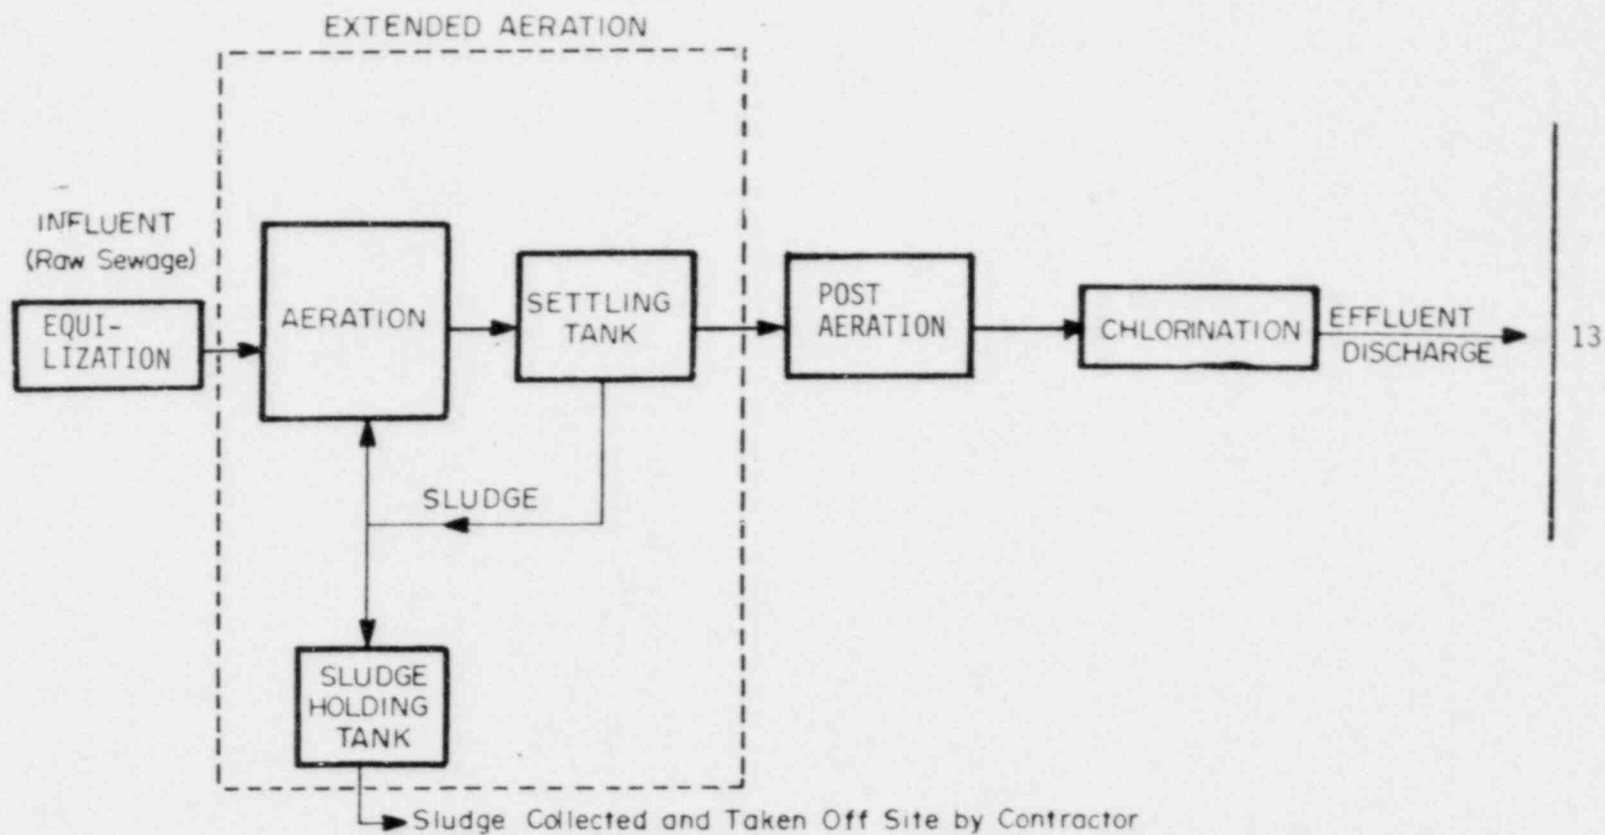 EXTENDED AERATION
INFLUENT
(Raw Sewage)
EQUI-
LIZATION
AERATION
SETTLING
TANK
POST
AERATION
CHLORINATION
EFFLUENT
DISCHARGE
13
SLUDGE
SLUDGE
HOLDING
TANK
Sludge Collected and Taken Off Site by Contractor